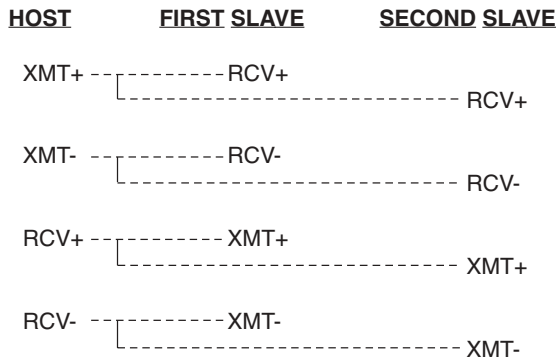 HOST FIRST SLAVE SECOND SLAVE
XMT+ RCV+
RCV+
XMT- RCV-
RCV-
RCV+ XMT+
XMT+
RCV- XMT-
XMT-